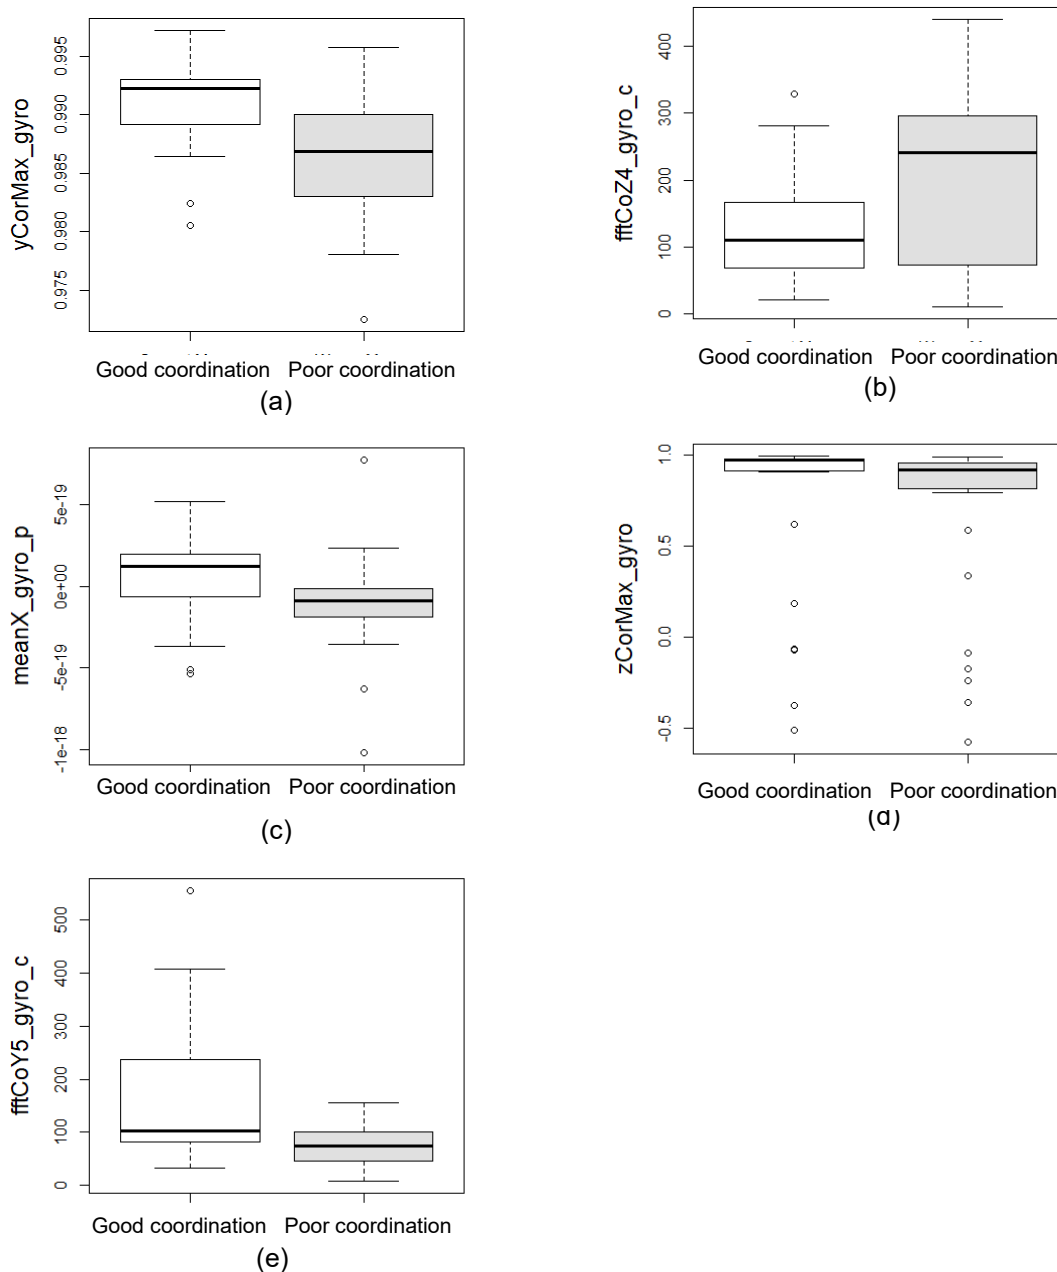 yCorMax_gyro
0.995
0.990
0.985
0.980
0.975
Good coordination Poor coordination
(a)
fftCoZ4_gyro_c
400
300
200
100
0
Good coordination Poor coordination
(b)
meanX_gyro_p
5e-19
0e+00
-5e-19
-1e-18
Good coordination Poor coordination
(c)
zCorMax_gyro
1.0
0.5
0.0
-0.5
Good coordination Poor coordination
(d)
fftCoY5_gyro_c
500
400
300
200
100
0
Good coordination Poor coordination
(e)